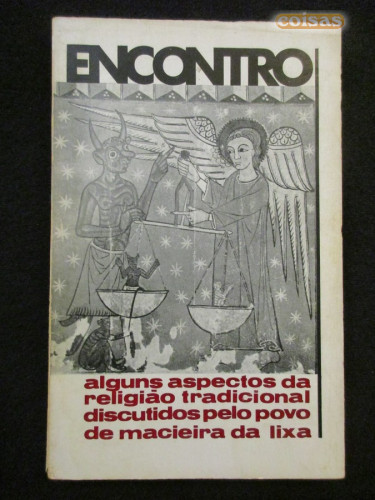 coisas
ENCONTRO
alguns aspectos da
religião tradicional
discutidos pelo povo
de macieira da lixa